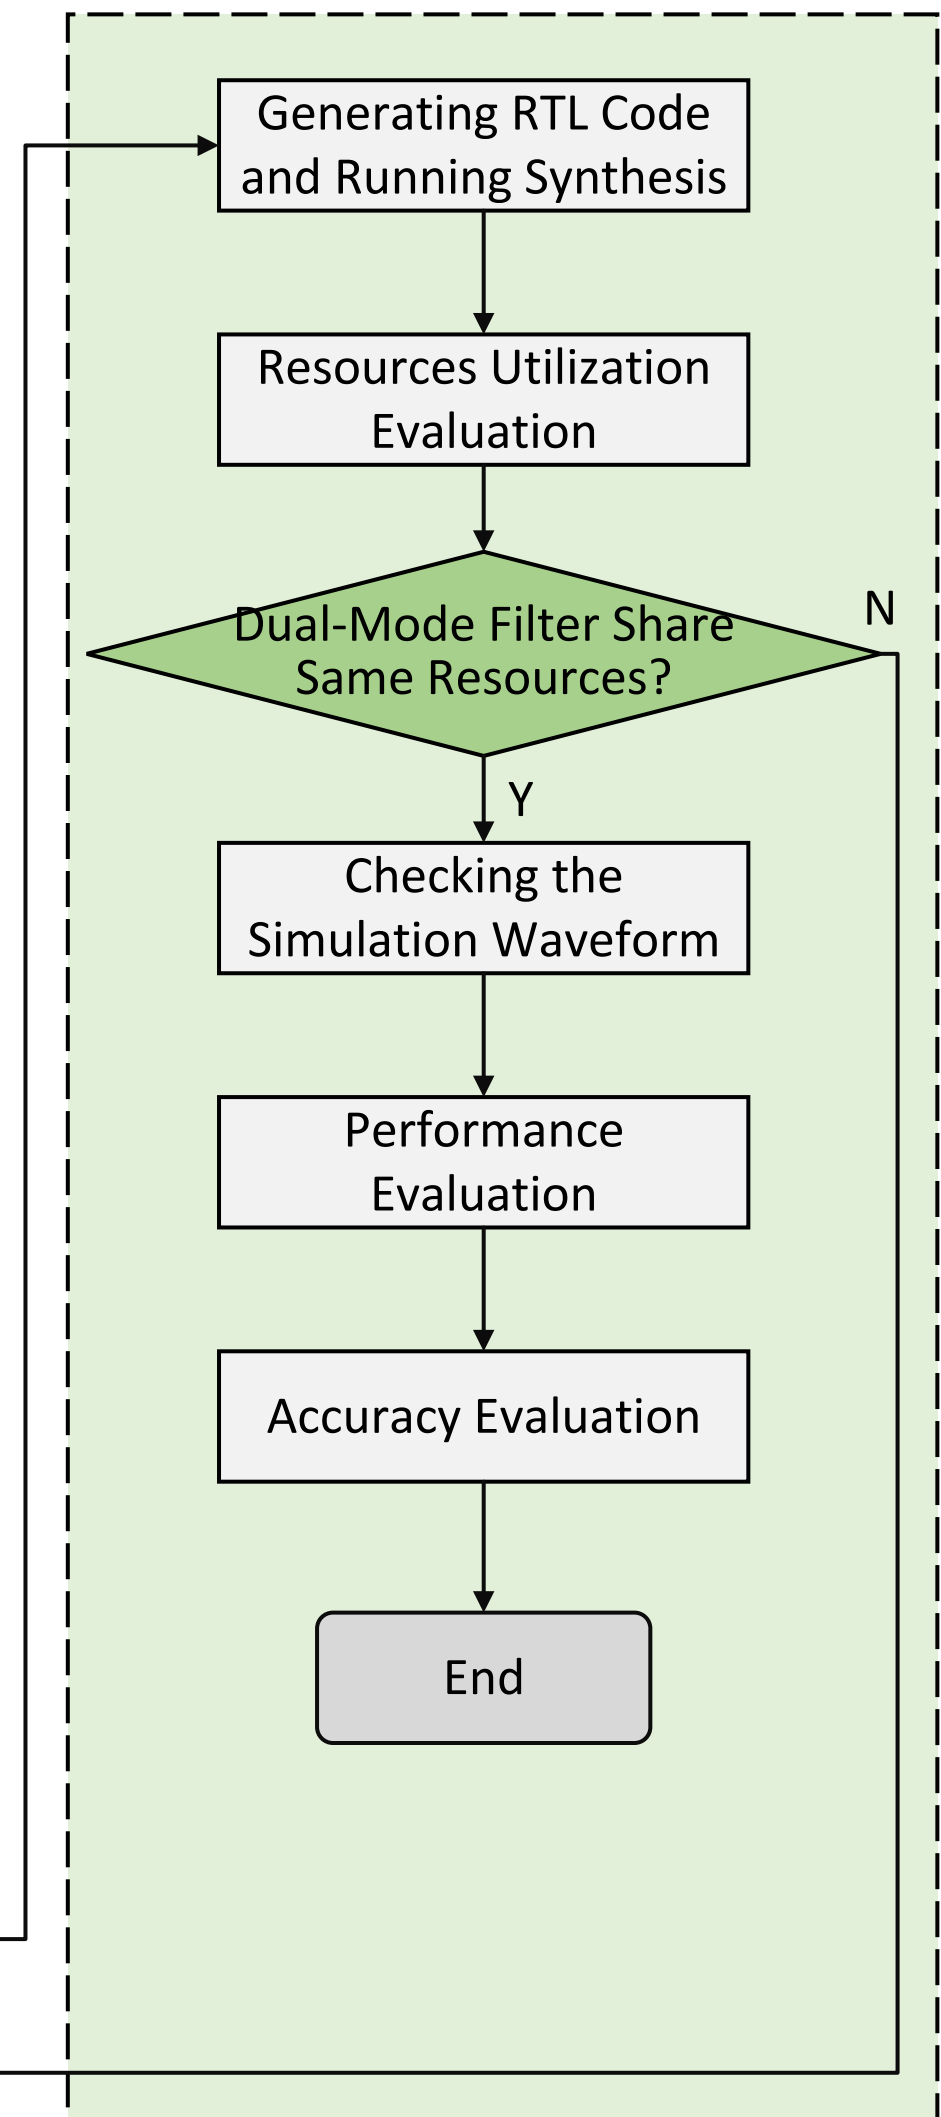 Generating RTL Code
and Running Synthesis
Resources Utilization
Evaluation
Dual-Mode Filter Share
Same Resources?
N
Y
Checking the
Simulation Waveform
Performance
Evaluation
Accuracy Evaluation
End